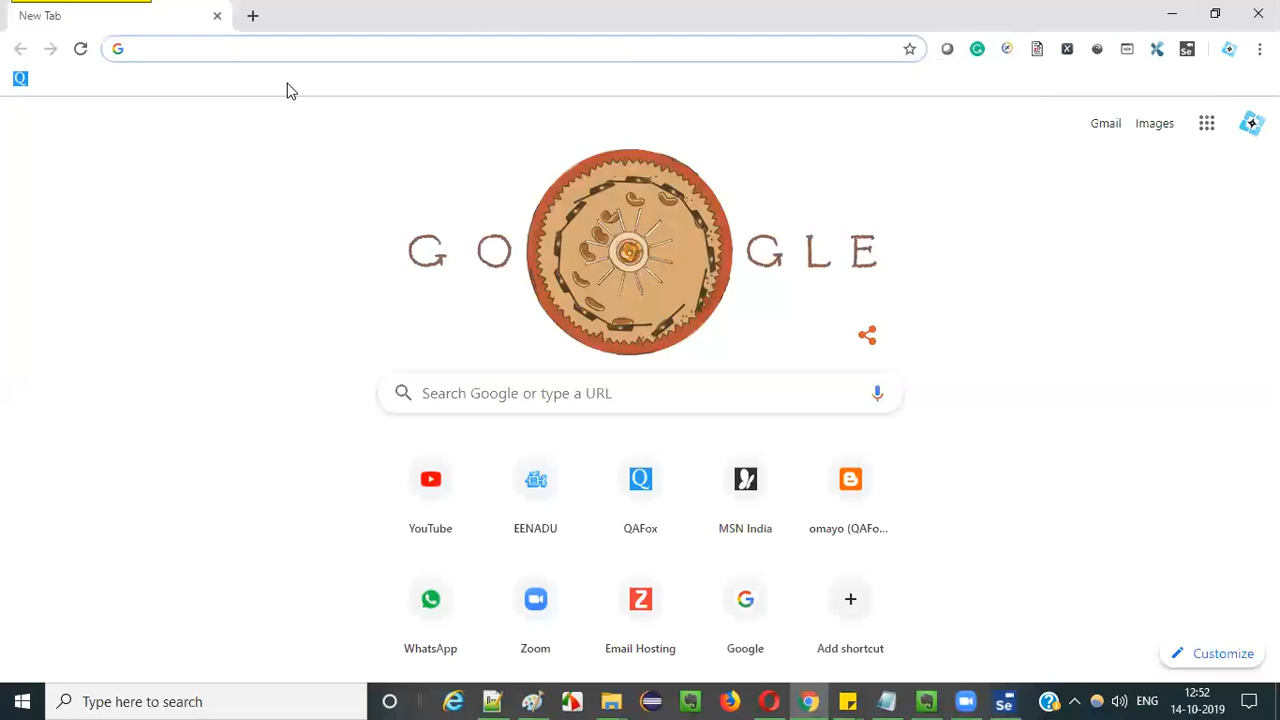 New Tab
Gmail Images
G O GLE
Search Google or type a URL
YouTube
EENADU
QAFox
MSN India
omayo (QAFo...
WhatsApp
Zoom
Email Hosting
Google
Add shortcut
Customize
Type here to search
ENG
12:52
14-10-2019